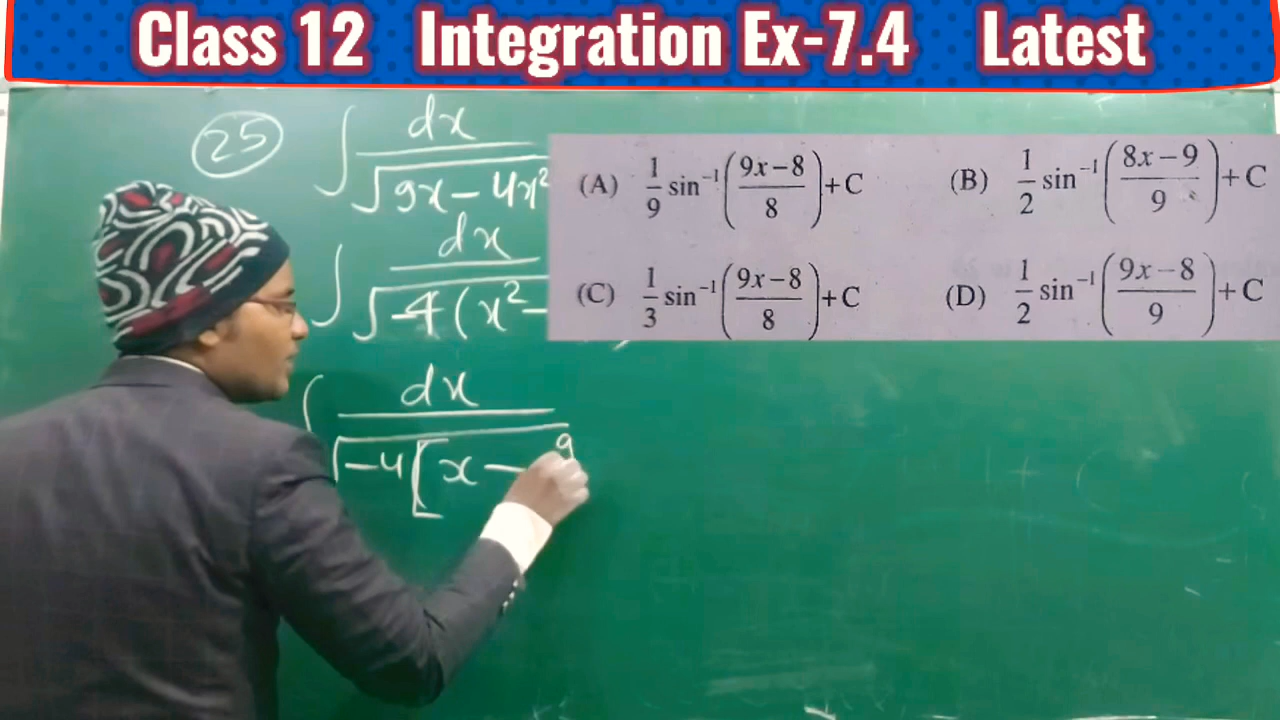 Class 12 Integration Ex-7.4 Latest
25 ∫ dx / √9x - 4x²
∫ dx / √-4(x² -
∫ dx / √-4[x - 9
(A) 1/9 sin⁻¹((9x-8)/8)+C (B) 1/2 sin⁻¹((8x-9)/9)+C
(C) 1/3 sin⁻¹((9x-8)/8)+C (D) 1/2 sin⁻¹((9x-8)/9)+C